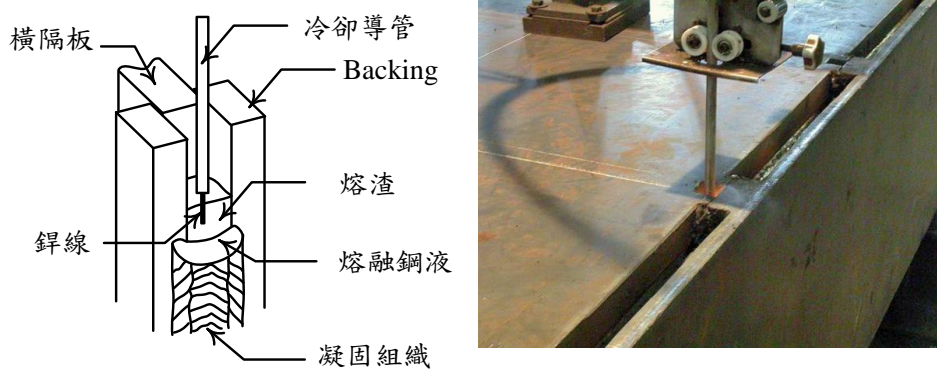 橫隔板
冷卻導管
Backing
熔渣
銲線
熔融鋼液
凝固組織